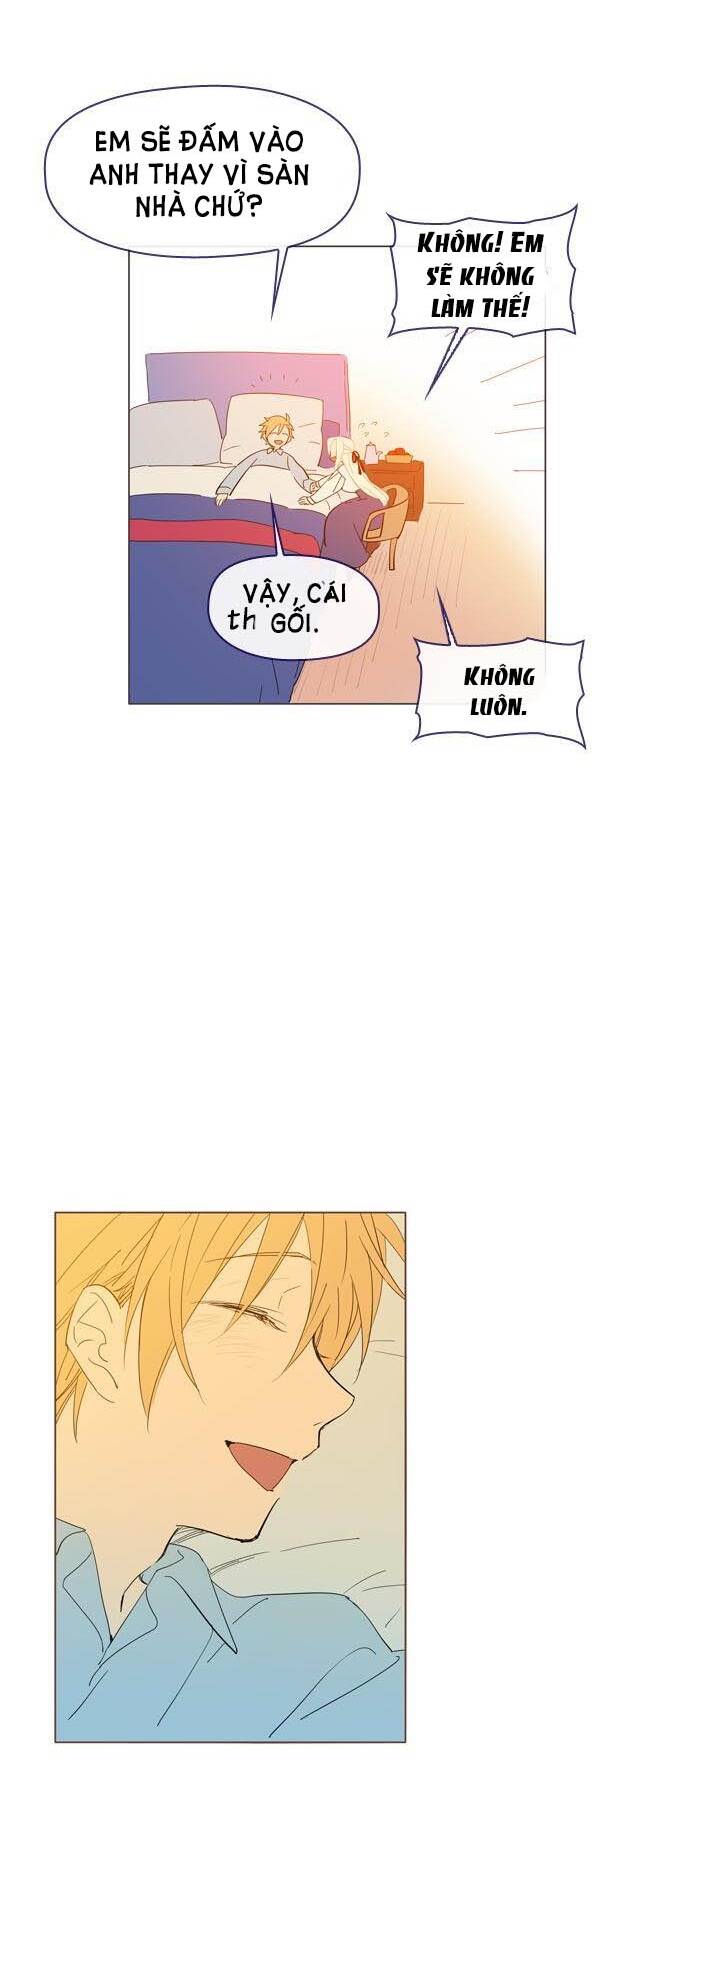 EM SẼ ĐẤM VÀO
ANH THAY VÌ SÀN
NHÀ CHỨ?
KHÔNG! EM
SẼ KHÔNG
LÀM THẾ!
VẬY, CÁI
th GỐI.
KHÔNG
LUÔN.